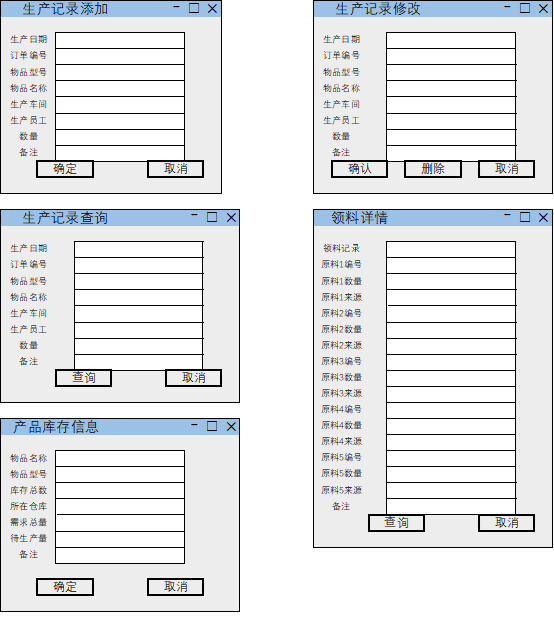 生产记录添加
生产日期
订单编号
物品型号
物品名称
生产车间
生产员工
数量
备注
确定
取消
生产记录修改
生产日期
订单编号
物品型号
物品名称
生产车间
生产员工
数量
备注
确认
删除
取消
生产记录查询
生产日期
订单编号
物品型号
物品名称
生产车间
生产员工
数量
备注
查询
取消
领料详情
领料记录
原料1编号
原料1数量
原料1来源
原料2编号
原料2数量
原料2来源
原料3编号
原料3数量
原料3来源
原料4编号
原料4数量
原料4来源
原料5编号
原料5数量
原料5来源
备注
查询
取消
产品库存信息
物品名称
物品型号
库存总数
所在仓库
需求总量
待生产量
备注
确定
取消